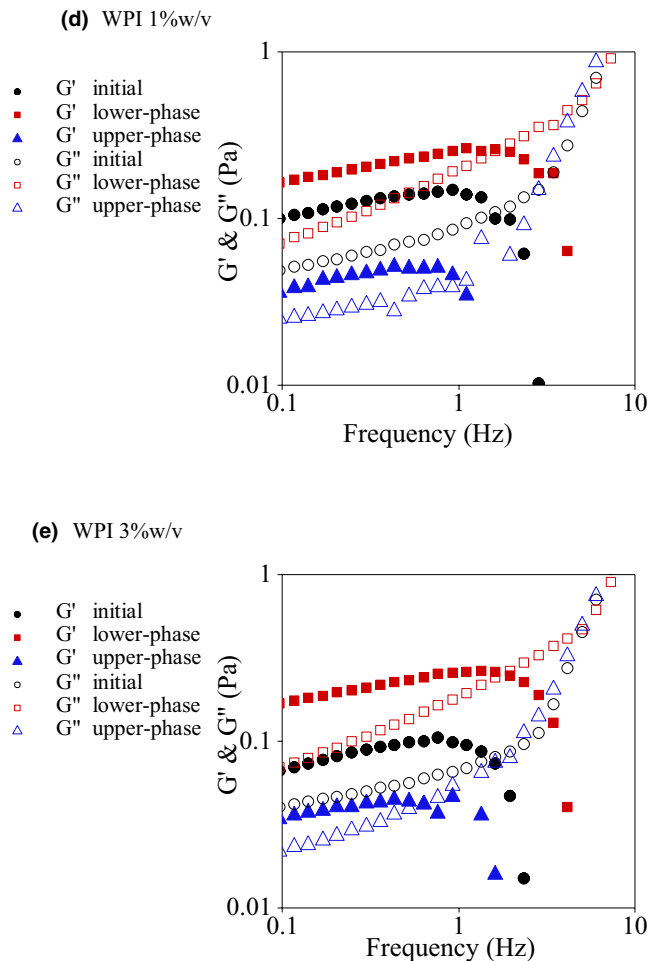 (d) WPI 1%w/v
G' initial
G' lower-phase
G' upper-phase
G" initial
G" lower-phase
G" upper-phase
G' & G" (Pa)
1
0.1
0.01
0.1 1 10
Frequency (Hz)
(e) WPI 3%w/v
G' initial
G' lower-phase
G' upper-phase
G" initial
G" lower-phase
G" upper-phase
G' & G" (Pa)
1
0.1
0.01
0.1 1 10
Frequency (Hz)